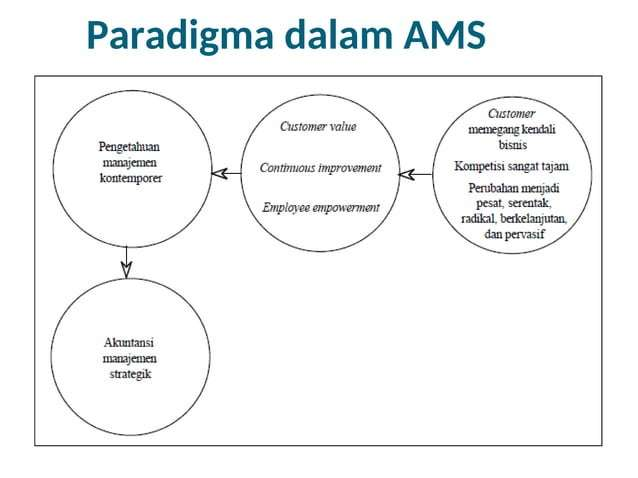 Paradigma dalam AMS
Pengetahuan
manajemen
kontemporer
Customer value
Continuous improvement
Employee empowerment
Customer
memegang kendali
bisnis
Kompetisi sangat tajam
Perubahan menjadi
pesat, serentak,
radikal, berkelanjutan,
dan pervasif
Akuntansi
manajemen
strategik